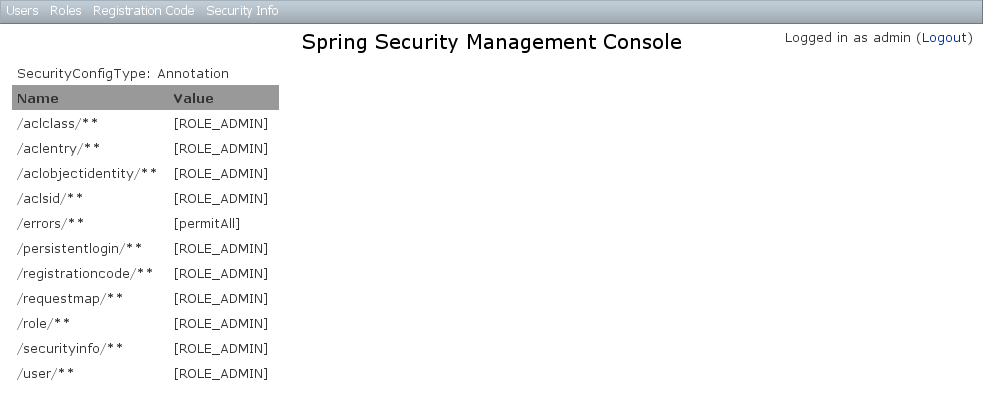 Users Roles Registration Code Security Info
Spring Security Management Console
Logged in as admin (Logout)
SecurityConfigType: Annotation
Name Value
/aclclass/** [ROLE_ADMIN]
/aclentry/** [ROLE_ADMIN]
/aclobjectidentity/** [ROLE_ADMIN]
/aclsid/** [ROLE_ADMIN]
/errors/** [permitAll]
/persistentlogin/** [ROLE_ADMIN]
/registrationcode/** [ROLE_ADMIN]
/requestmap/** [ROLE_ADMIN]
/role/** [ROLE_ADMIN]
/securityinfo/** [ROLE_ADMIN]
/user/** [ROLE_ADMIN]